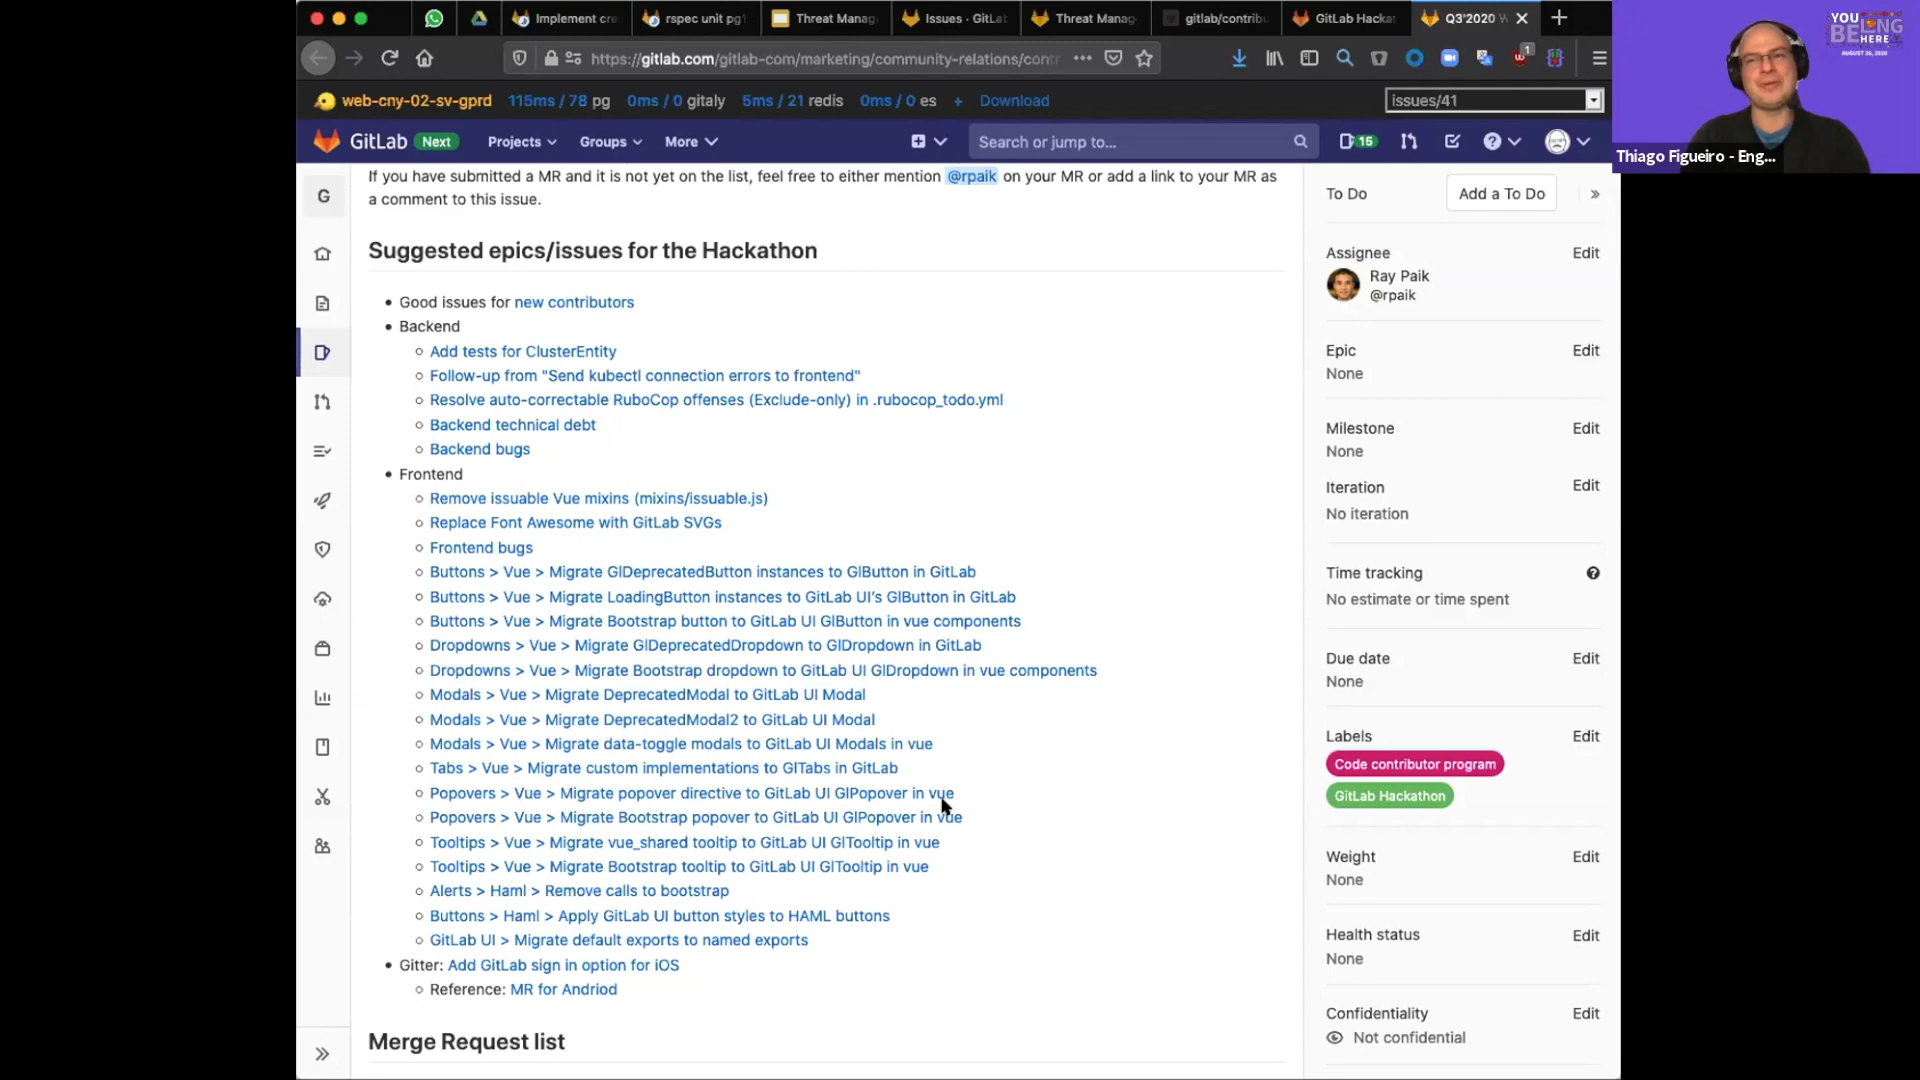 Implement cre
rspec unit pg1
Threat Manag
Issues · GitLa
Threat Manag
gitlab/contribu
GitLab Hackat
Q3'2020
https://gitlab.com/gitlab-com/marketing/community-relations/contr
1
web-cny-02-sv-gprd 115ms / 78 pg 0ms / 0 gitaly 5ms / 21 redis 0ms / 0 es + Download
issues/41
GitLab Next Projects Groups More Search or jump to... 15
If you have submitted a MR and it is not yet on the list, feel free to either mention @rpaik on your MR or add a link to your MR as
a comment to this issue.
G
Suggested epics/issues for the Hackathon
Good issues for new contributors
Backend
Add tests for ClusterEntity
Follow-up from "Send kubectl connection errors to frontend"
Resolve auto-correctable RuboCop offenses (Exclude-only) in .rubocop_todo.yml
Backend technical debt
Backend bugs
Frontend
Remove issuable Vue mixins (mixins/issuable.js)
Replace Font Awesome with GitLab SVGs
Frontend bugs
Buttons > Vue > Migrate GlDeprecatedButton instances to GlButton in GitLab
Buttons > Vue > Migrate LoadingButton instances to GitLab UI's GlButton in GitLab
Buttons > Vue > Migrate Bootstrap button to GitLab UI GlButton in vue components
Dropdowns > Vue > Migrate GlDeprecatedDropdown to GlDropdown in GitLab
Dropdowns > Vue > Migrate Bootstrap dropdown to GitLab UI GlDropdown in vue components
Modals > Vue > Migrate DeprecatedModal to GitLab UI Modal
Modals > Vue > Migrate DeprecatedModal2 to GitLab UI Modal
Modals > Vue > Migrate data-toggle modals to GitLab UI Modals in vue
Tabs > Vue > Migrate custom implementations to GlTabs in GitLab
Popovers > Vue > Migrate popover directive to GitLab UI GlPopover in vue
Popovers > Vue > Migrate Bootstrap popover to GitLab UI GlPopover in vue
Tooltips > Vue > Migrate vue_shared tooltip to GitLab UI GlTooltip in vue
Tooltips > Vue > Migrate Bootstrap tooltip to GitLab UI GlTooltip in vue
Alerts > Haml > Remove calls to bootstrap
Buttons > Haml > Apply GitLab UI button styles to HAML buttons
GitLab UI > Migrate default exports to named exports
Gitter: Add GitLab sign in option for iOS
Reference: MR for Andriod
Merge Request list
To Do Add a To Do
Assignee Edit
Ray Paik
@rpaik
Epic Edit
None
Milestone Edit
None
Iteration Edit
No iteration
Time tracking
No estimate or time spent
Due date Edit
None
Labels Edit
Code contributor program
GitLab Hackathon
Weight Edit
None
Health status Edit
None
Confidentiality Edit
Not confidential
YOU
BELONG
HERE
AUGUST 26, 2020
Thiago Figueiro - Eng...